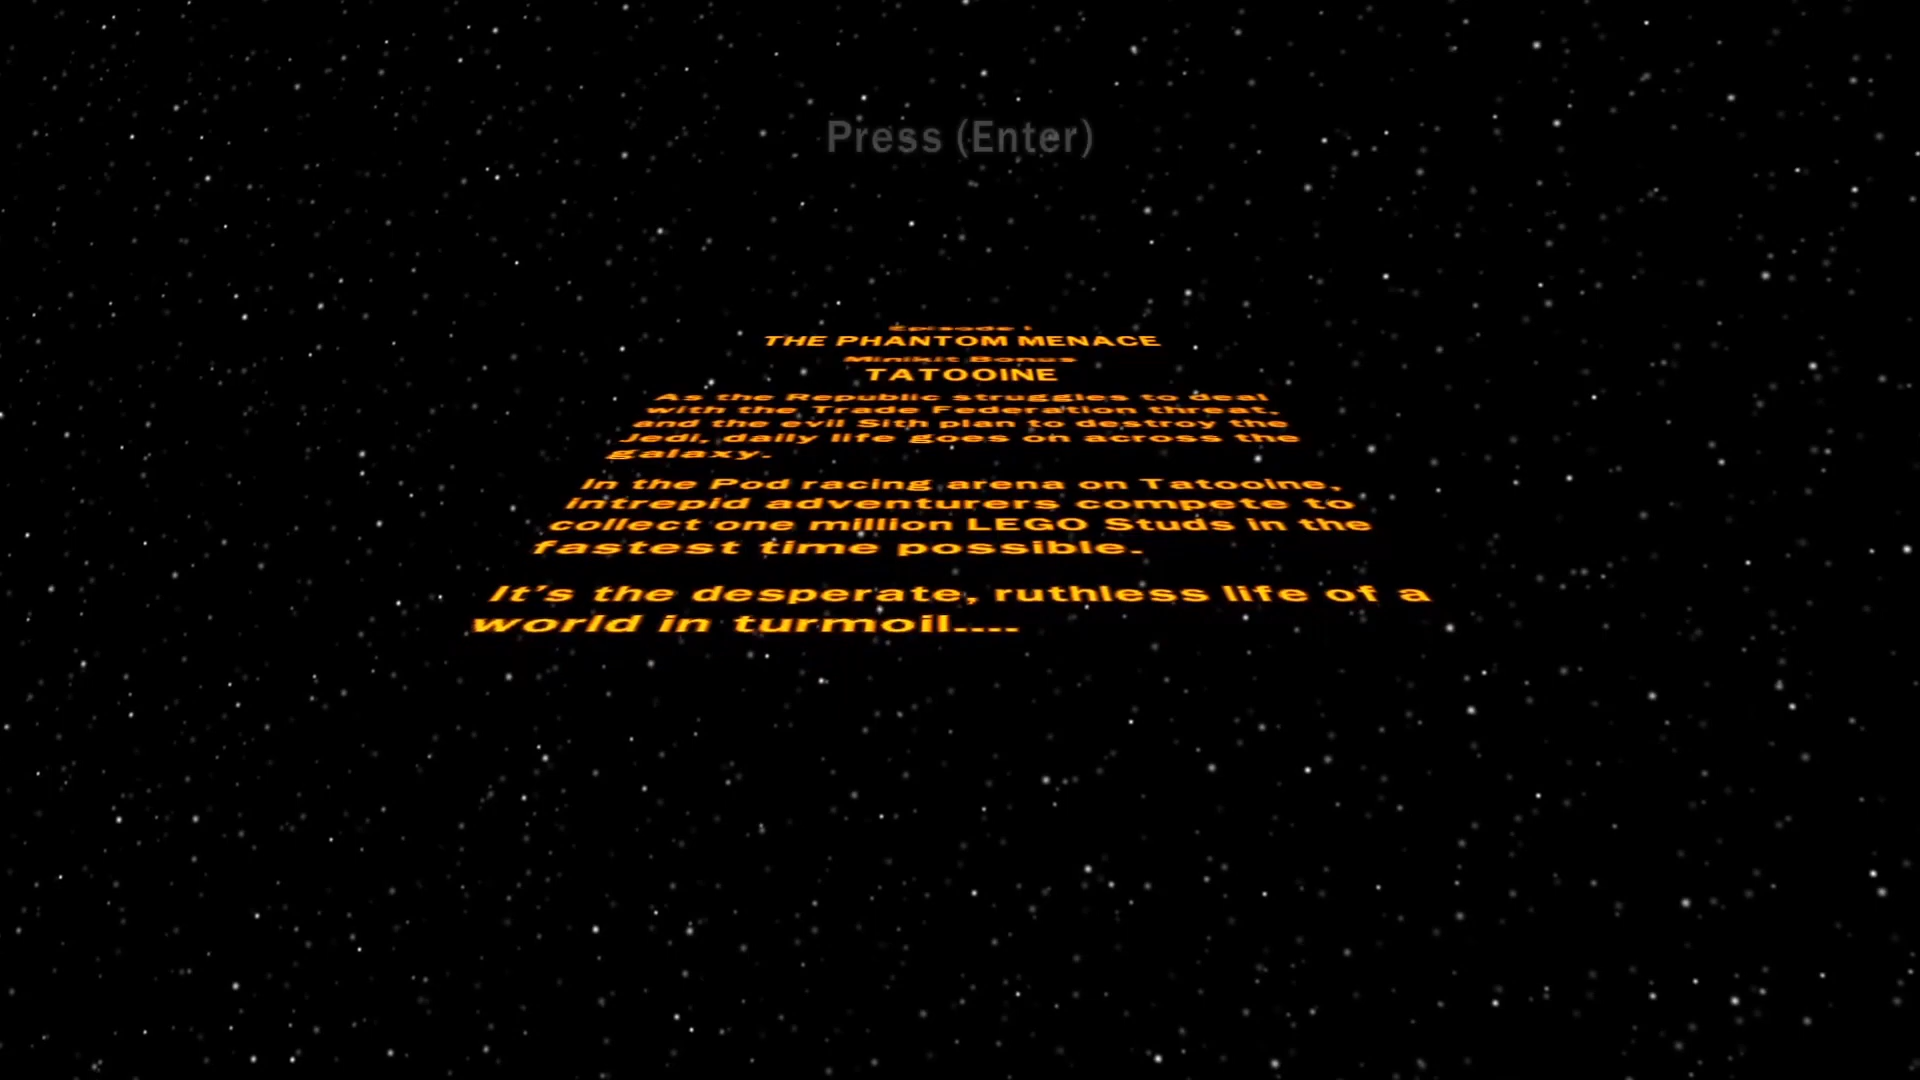 Press (Enter)
Episode I
THE PHANTOM MENACE
Minikit Bonus
TATOOINE
As the Republic struggles to deal
with the Trade Federation threat,
and the evil Sith plan to destroy the
Jedi, daily life goes on across the
galaxy.
In the Pod racing arena on Tatooine,
intrepid adventurers compete to
collect one million LEGO Studs in the
fastest time possible.
It's the desperate, ruthless life of a
world in turmoil....